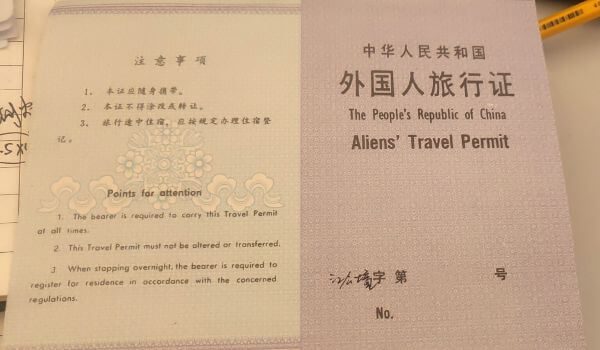 注意事项
1、 本证应随身携带。
2、 本证不得涂改或转让。
3、 旅行途中住宿，应按规定办理住宿登
记。
Points for attention
1. The bearer is required to carry this Travel Permit
at all times.
2. This Travel Permit must not be altered or transferred.
3. When stopping overnight, the bearer is required to
register for residence in accordance with the concerned
regulations.
中华人民共和国
外国人旅行证
The People's Republic of China
Aliens' Travel Permit
字第 号
No.